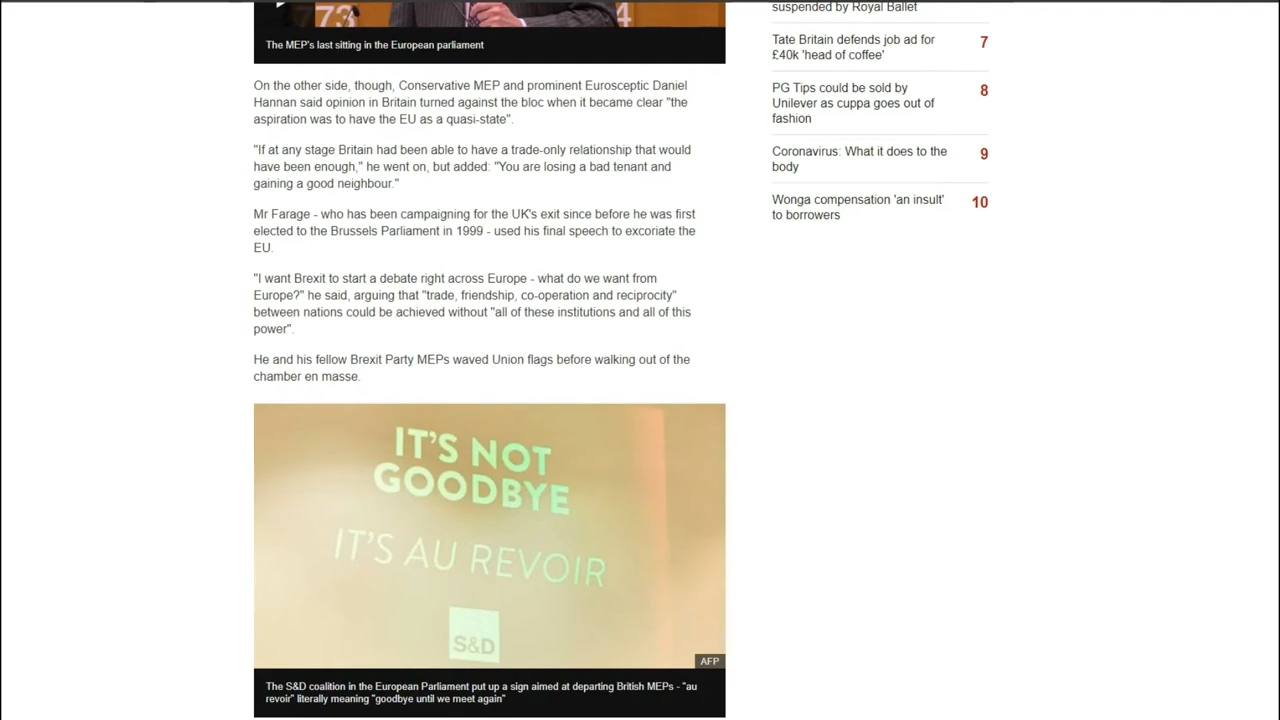 73
4
The MEP's last sitting in the European parliament
On the other side, though, Conservative MEP and prominent Eurosceptic Daniel
Hannan said opinion in Britain turned against the bloc when it became clear "the
aspiration was to have the EU as a quasi-state".
"If at any stage Britain had been able to have a trade-only relationship that would
have been enough," he went on, but added: "You are losing a bad tenant and
gaining a good neighbour."
Mr Farage - who has been campaigning for the UK's exit since before he was first
elected to the Brussels Parliament in 1999 - used his final speech to excoriate the
EU.
"I want Brexit to start a debate right across Europe - what do we want from
Europe?" he said, arguing that "trade, friendship, co-operation and reciprocity"
between nations could be achieved without "all of these institutions and all of this
power".
He and his fellow Brexit Party MEPs waved Union flags before walking out of the
chamber en masse.
IT'S NOT
GOODBYE
IT'S AU REVOIR
S&D
AFP
The S&D coalition in the European Parliament put up a sign aimed at departing British MEPs - "au
revoir" literally meaning "goodbye until we meet again"
suspended by Royal Ballet
Tate Britain defends job ad for
£40k 'head of coffee'
7
PG Tips could be sold by
Unilever as cuppa goes out of
fashion
8
Coronavirus: What it does to the
body
9
Wonga compensation 'an insult'
to borrowers
10